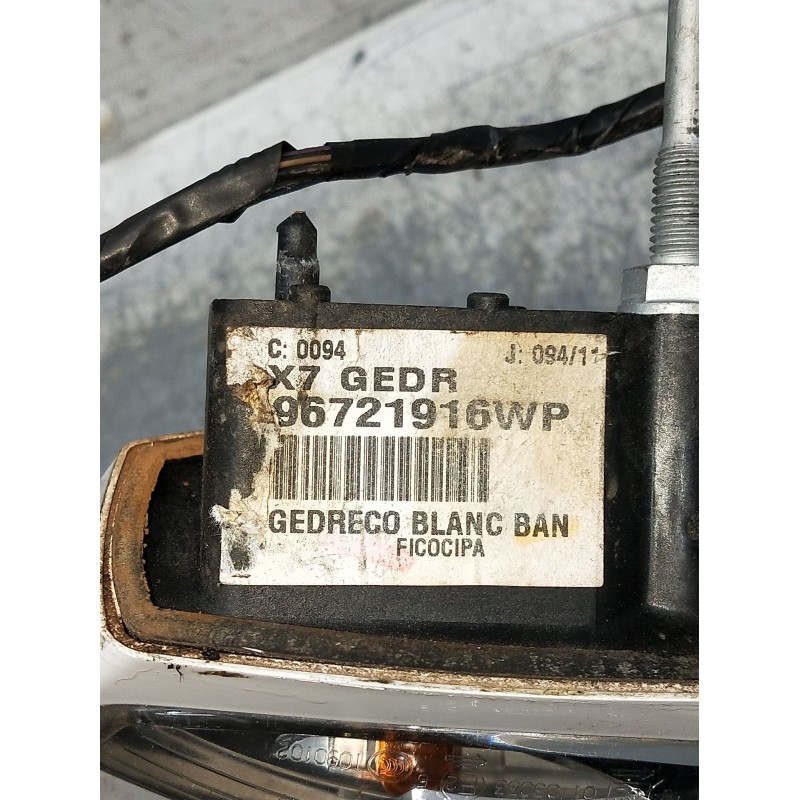 C: 0094 J: 094/11
X7 GEDR
96721916WP
GEDRECO BLANC BAN
FICOCIPA